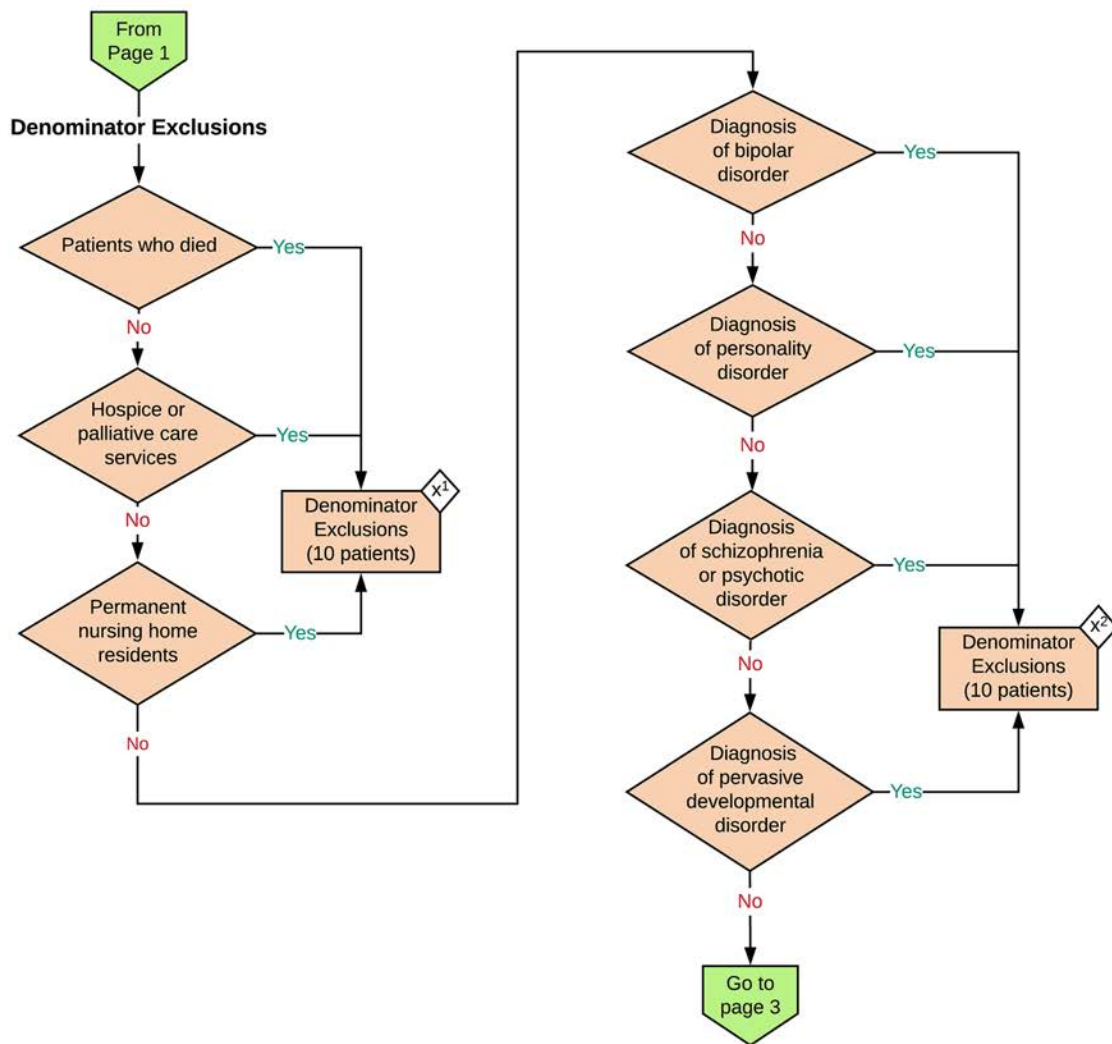 From
Page 1
Denominator Exclusions
Patients who died
Yes
No
Hospice or
palliative care
services
Yes
No
x¹
Denominator
Exclusions
(10 patients)
Permanent
nursing home
residents
Yes
No
Diagnosis
of bipolar
disorder
Yes
No
Diagnosis
of personality
disorder
Yes
No
Diagnosis
of schizophrenia
or psychotic
disorder
Yes
No
x²
Denominator
Exclusions
(10 patients)
Diagnosis
of pervasive
developmental
disorder
Yes
No
Go to
page 3